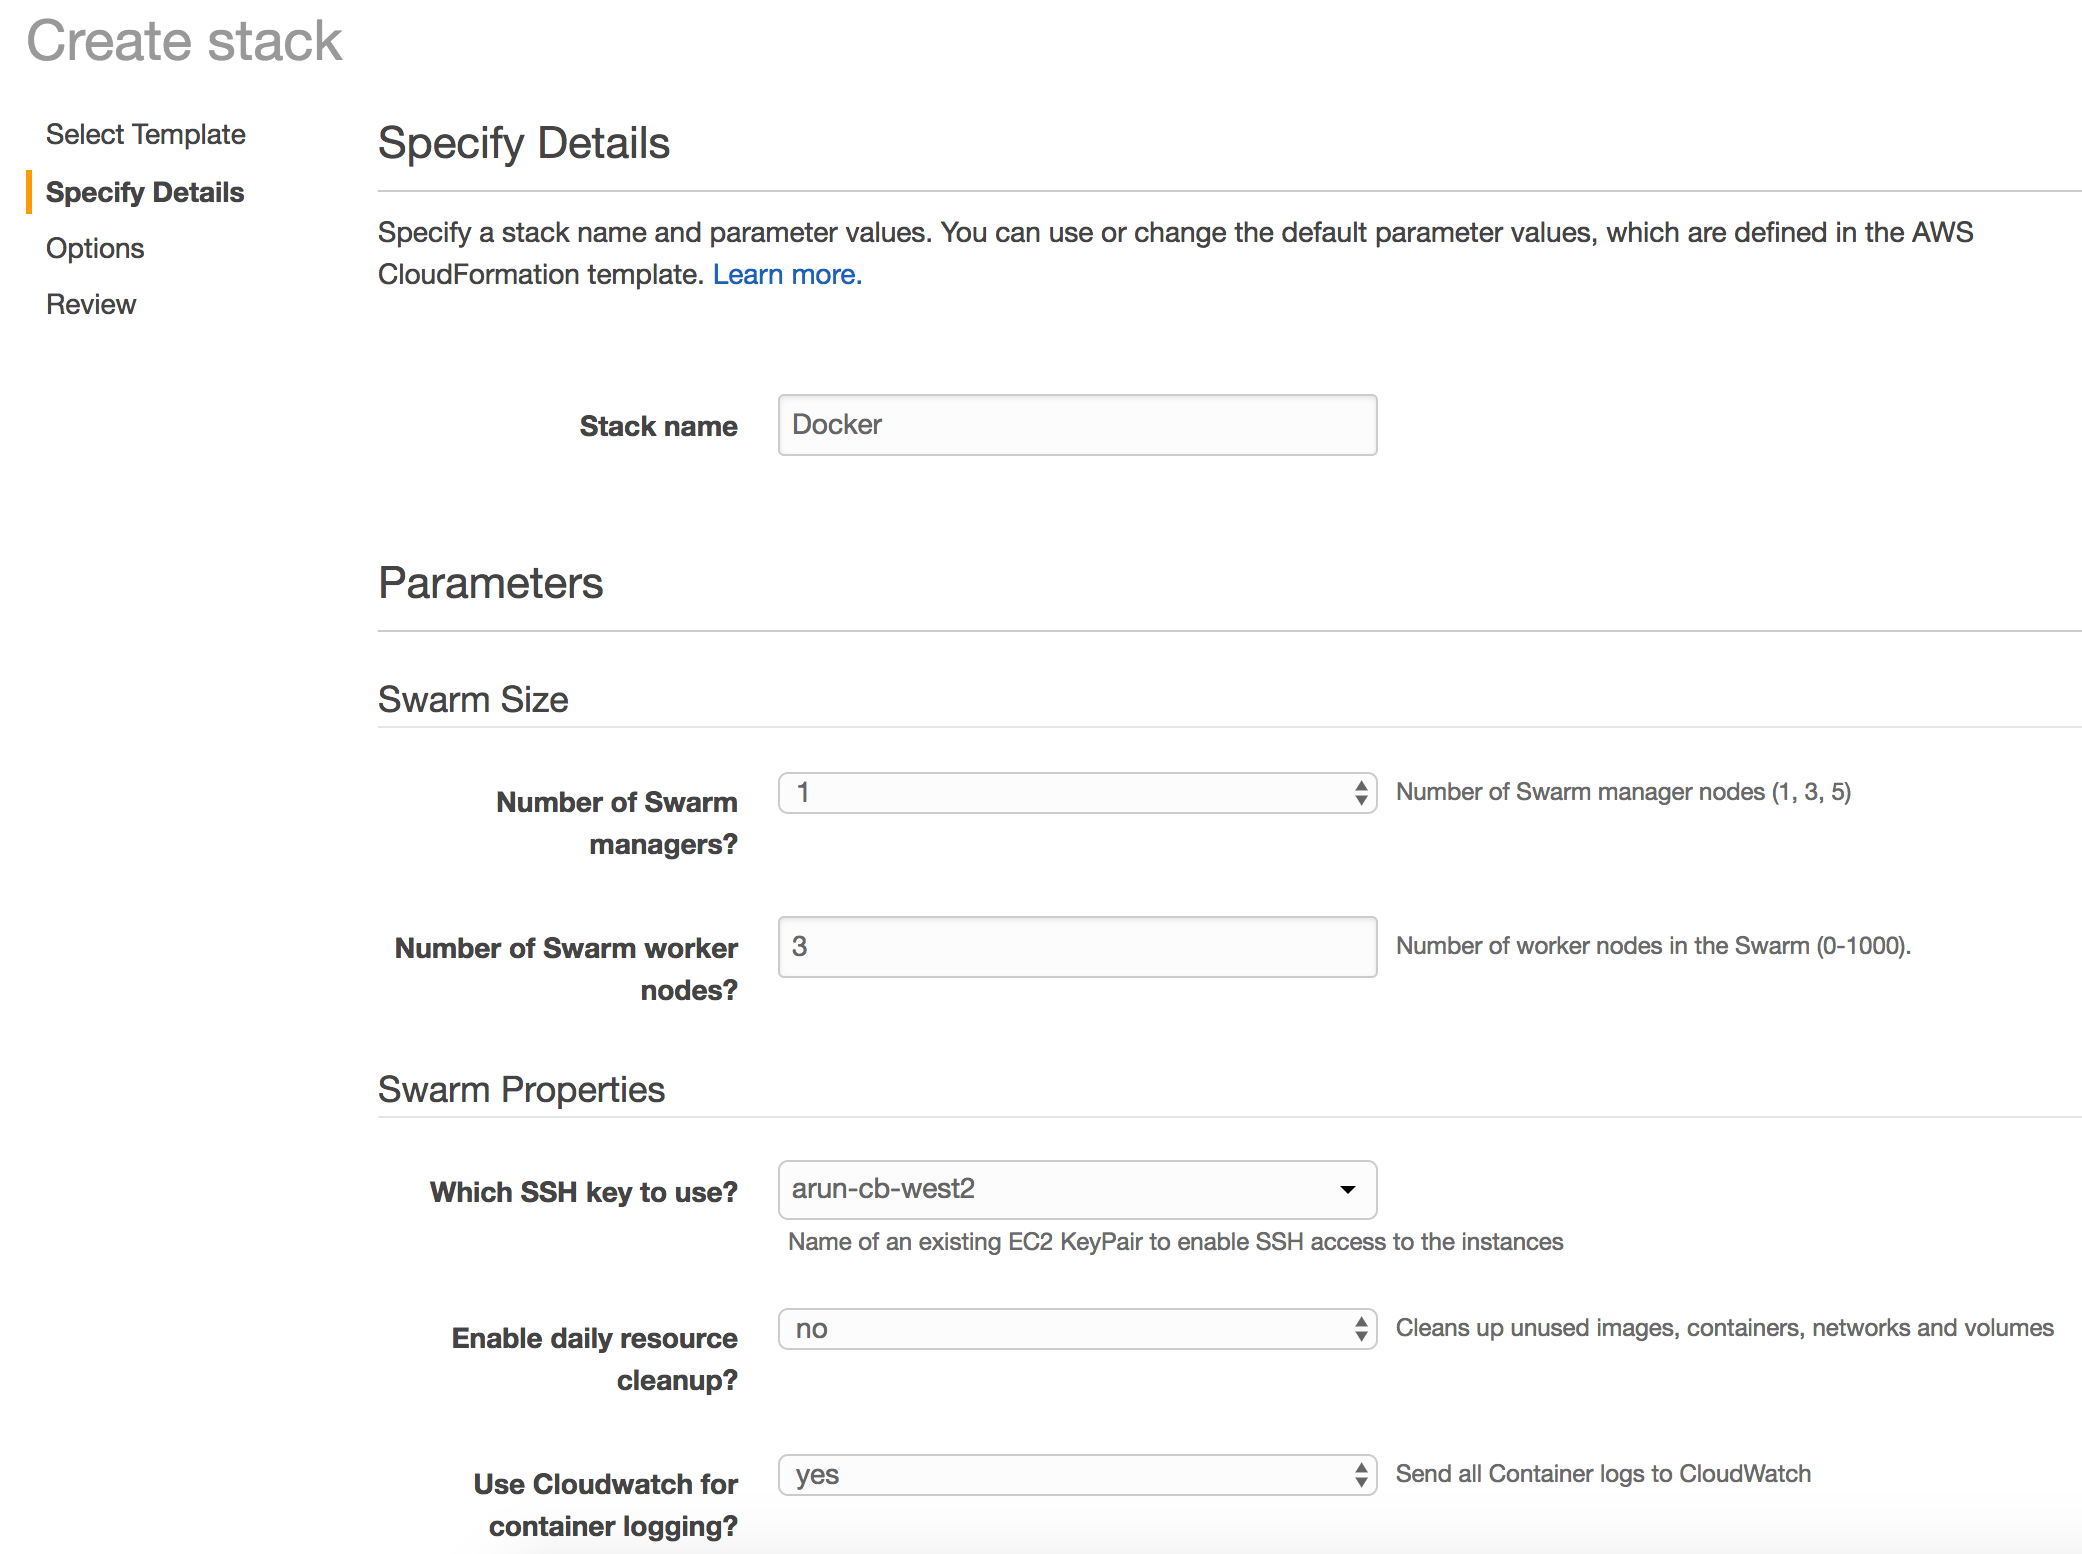 Create stack
Select Template
Specify Details
Options
Review
Specify Details
Specify a stack name and parameter values. You can use or change the default parameter values, which are defined in the AWS
CloudFormation template. Learn more.
Stack name
Docker
Parameters
Swarm Size
Number of Swarm
managers?
1
Number of Swarm manager nodes (1, 3, 5)
Number of Swarm worker
nodes?
3
Number of worker nodes in the Swarm (0-1000).
Swarm Properties
Which SSH key to use?
arun-cb-west2
Name of an existing EC2 KeyPair to enable SSH access to the instances
Enable daily resource
cleanup?
no
Cleans up unused images, containers, networks and volumes
Use Cloudwatch for
container logging?
yes
Send all Container logs to CloudWatch